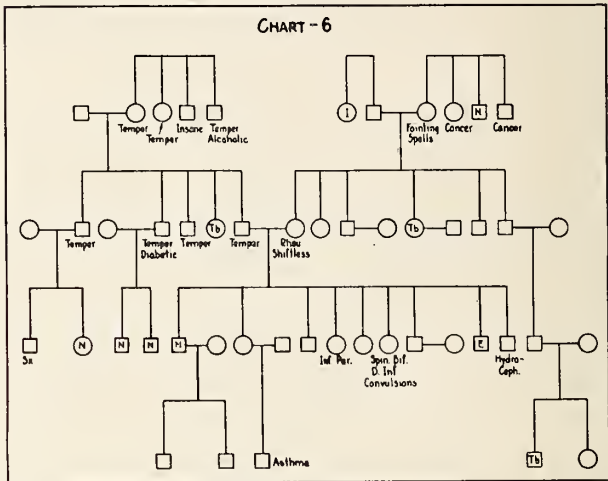 CHART-6
I
N
Temper
Temper
Insane
Temper
Alcoholic
Fainting
Spells
Cancer
Cancer
Tb
Tb
Temper
Temper
Diabetic
Temper
Temper
Rheu
Shiftless
N
N
N
Sx
Inf. Par.
Spin. Bif.
D. Inf
Convulsions
E
Hydro-
Ceph.
Asthma
Tb